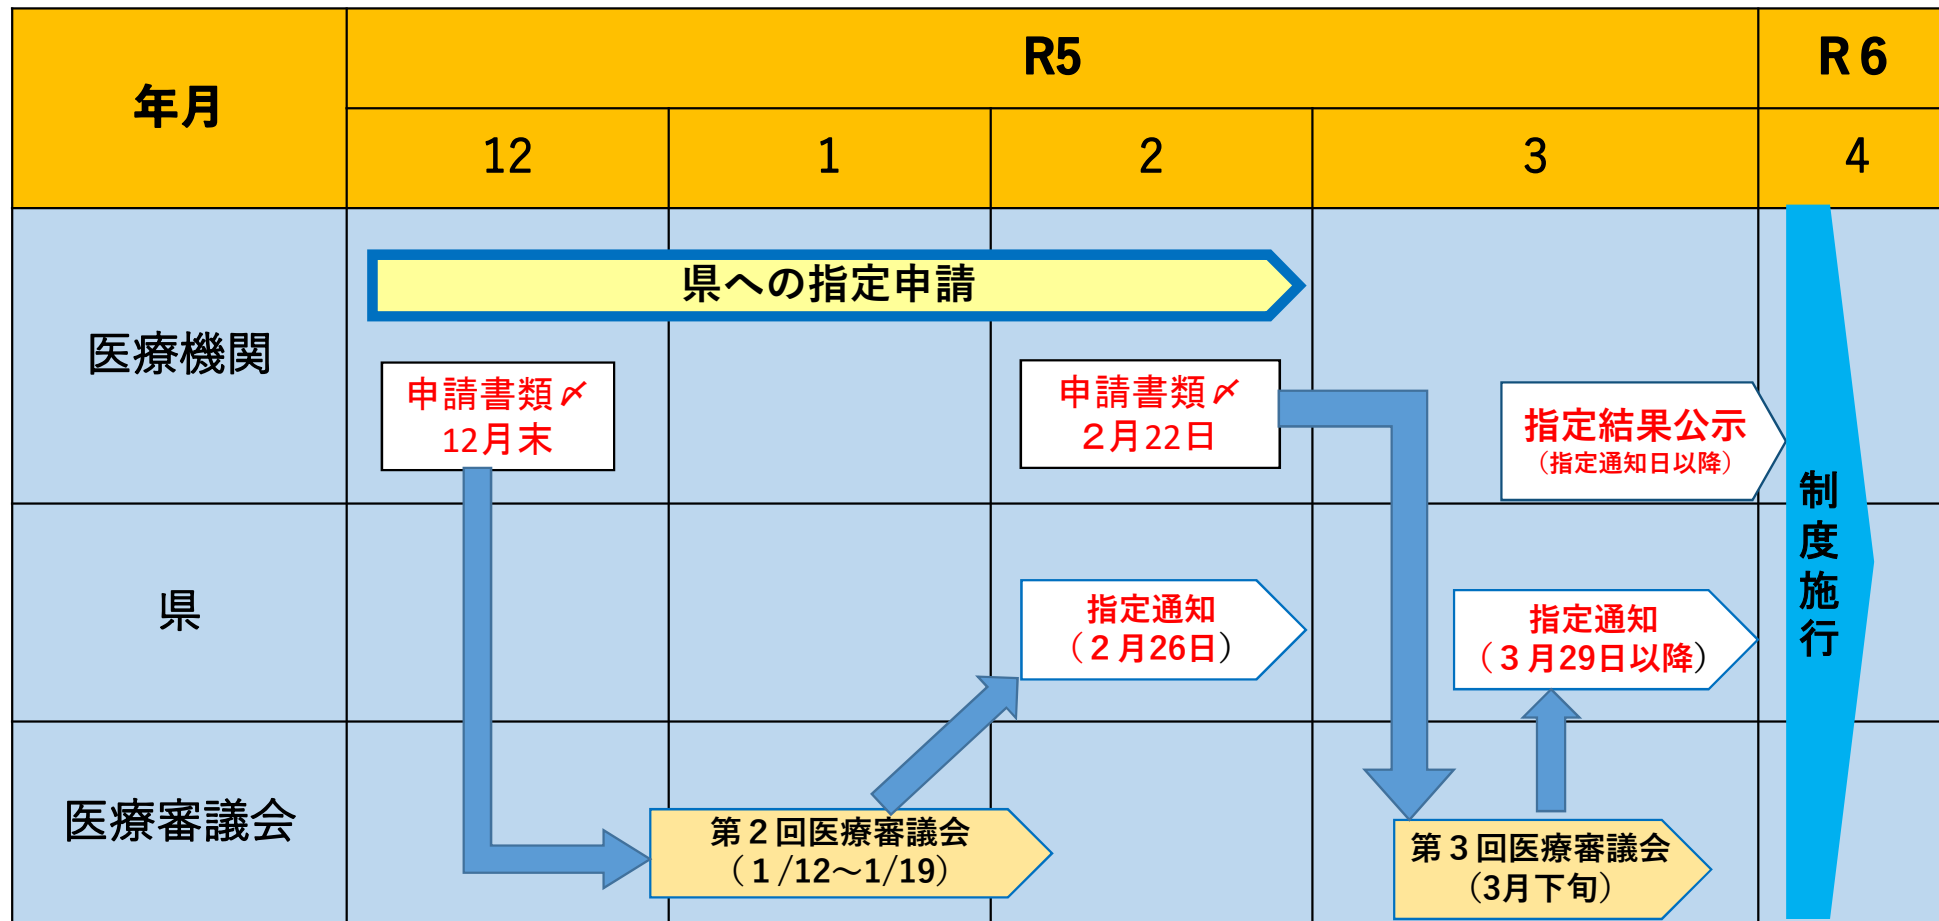 年月
R5
R６
12
1
2
3
4
医療機関
県への指定申請
申請書類〆
12月末
申請書類〆
２月22日
指定結果公示
（指定通知日以降）
制度施行
県
指定通知
（２月26日）
指定通知
（３月29日以降）
医療審議会
第２回医療審議会
（１/12～1/19）
第３回医療審議会
（3月下旬）